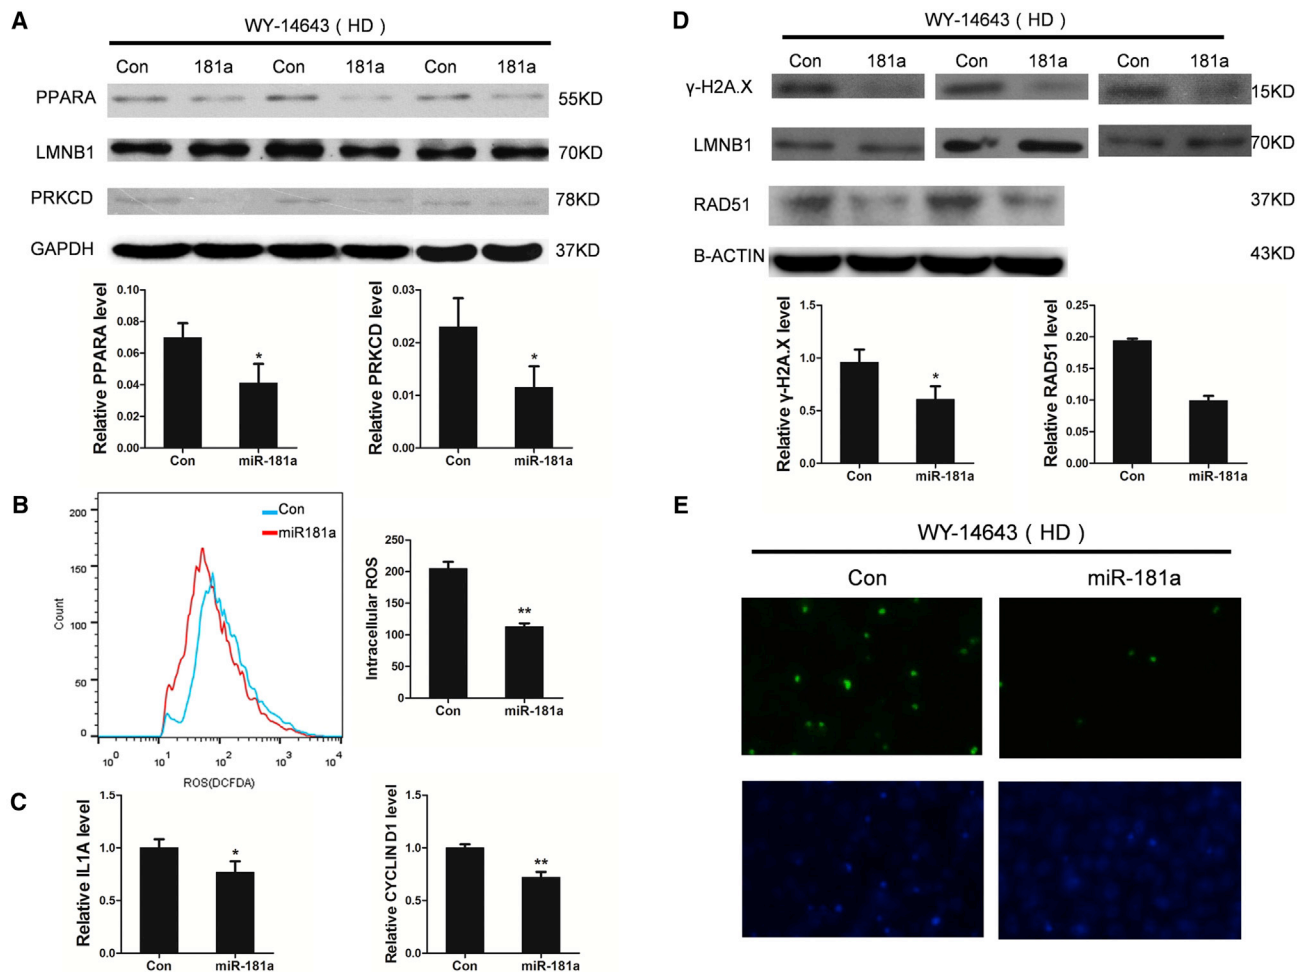 A
WY-14643 ( HD )
Con 181a Con 181a Con 181a
PPARA 55KD
LMNB1 70KD
PRKCD 78KD
GAPDH 37KD
Relative PPARA level
0.10
0.08
0.06
0.04
0.02
0.00
*
Con miR-181a
Relative PRKCD level
0.03
0.02
0.01
0.00
*
Con miR-181a
B
Count
200
150
100
50
0
Con
miR181a
10^0 10^1 10^2 10^3 10^4
ROS(DCFDA)
Intracellular ROS
250
200
150
100
50
0
**
Con miR-181a
C
Relative IL1A level
1.5
1.0
0.5
0.0
*
Con miR-181a
Relative CYCLIN D1 level
1.5
1.0
0.5
0.0
**
Con miR-181a
D
WY-14643 ( HD )
Con 181a Con 181a Con 181a
γ-H2A.X 15KD
LMNB1 70KD
RAD51 37KD
B-ACTIN 43KD
Relative γ-H2A.X level
1.5
1.0
0.5
0.0
*
Con miR-181a
Relative RAD51 level
0.25
0.20
0.15
0.10
0.05
0.00
Con miR-181a
E
WY-14643 ( HD )
Con miR-181a